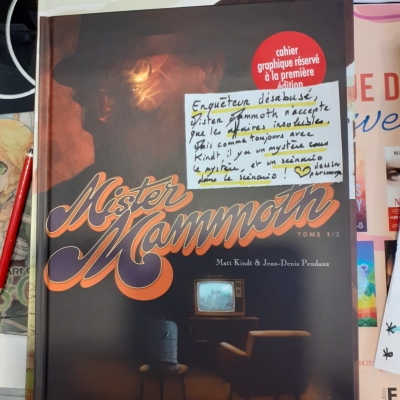 cahier
graphique réservé
à la première
édition
Enquêteur désabusé,
Mister Mammoth n'accepte
que les affaires insolubles.
Mais comme toujours avec
Kindt, il y a un mystère sous
le mystère, et un scénario
dans le scénario !
dessin
Mister
Mammoth
TOME 1/2
Matt Kindt & Jean-Denis Pendanx
E D